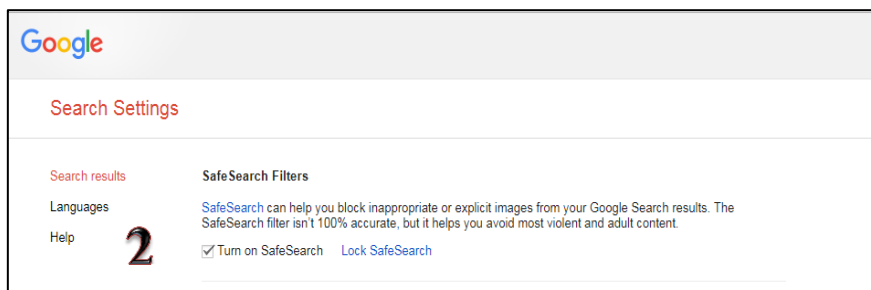 Google
Search Settings
Search results
Languages
Help
2
SafeSearch Filters
SafeSearch can help you block inappropriate or explicit images from your Google Search results. The
SafeSearch filter isn't 100% accurate, but it helps you avoid most violent and adult content.
Turn on SafeSearch Lock SafeSearch